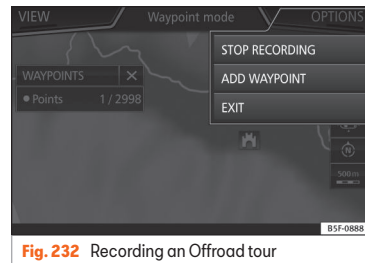 VIEW
Waypoint mode
OPTIONS
STOP RECORDING
ADD WAYPOINT
EXIT
WAYPOINTS
Points 1 / 2998
N
500 m
B5F-0888
Fig. 232 Recording an Offroad tour